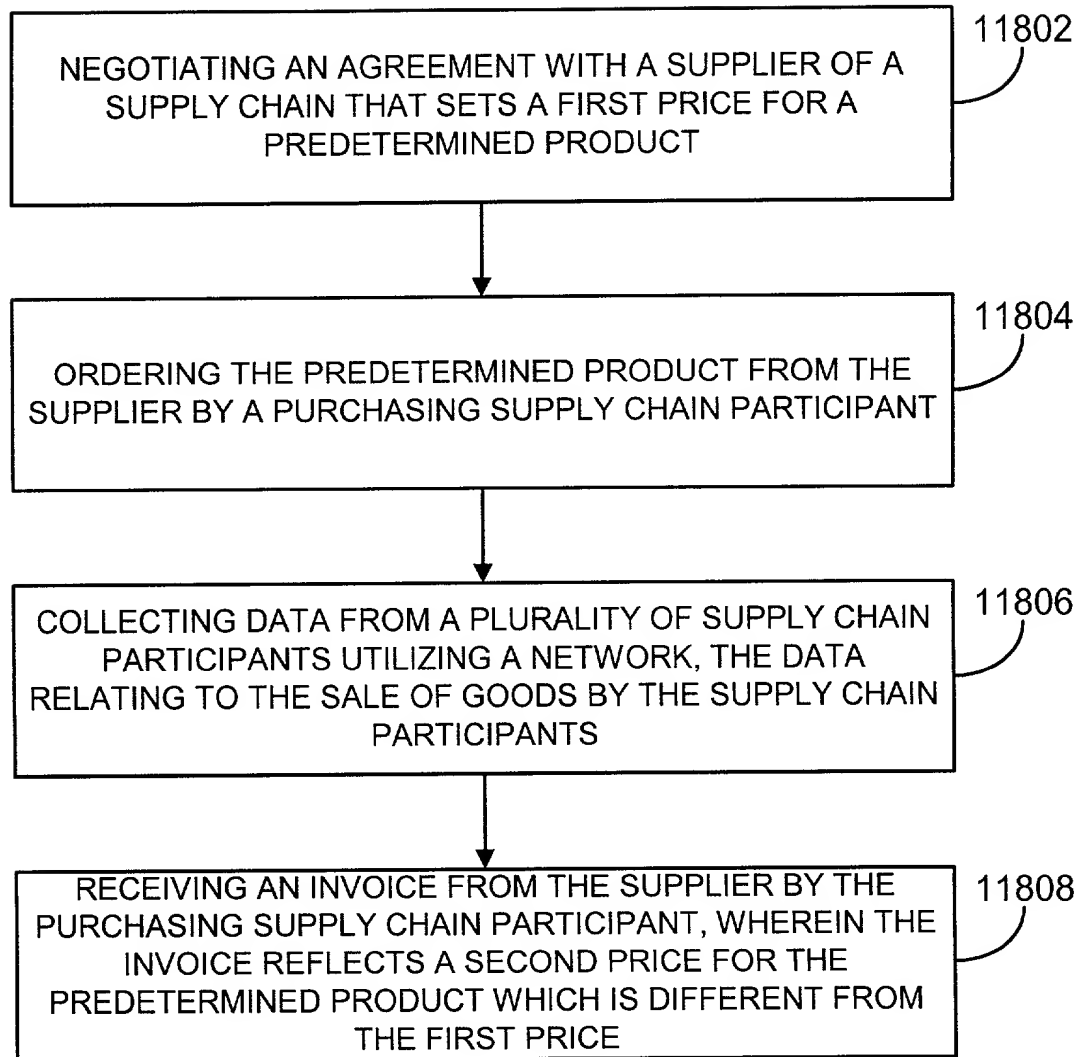 11802
NEGOTIATING AN AGREEMENT WITH A SUPPLIER OF A
SUPPLY CHAIN THAT SETS A FIRST PRICE FOR A
PREDETERMINED PRODUCT
11804
ORDERING THE PREDETERMINED PRODUCT FROM THE
SUPPLIER BY A PURCHASING SUPPLY CHAIN PARTICIPANT
11806
COLLECTING DATA FROM A PLURALITY OF SUPPLY CHAIN
PARTICIPANTS UTILIZING A NETWORK, THE DATA
RELATING TO THE SALE OF GOODS BY THE SUPPLY CHAIN
PARTICIPANTS
11808
RECEIVING AN INVOICE FROM THE SUPPLIER BY THE
PURCHASING SUPPLY CHAIN PARTICIPANT, WHEREIN THE
INVOICE REFLECTS A SECOND PRICE FOR THE
PREDETERMINED PRODUCT WHICH IS DIFFERENT FROM
THE FIRST PRICE